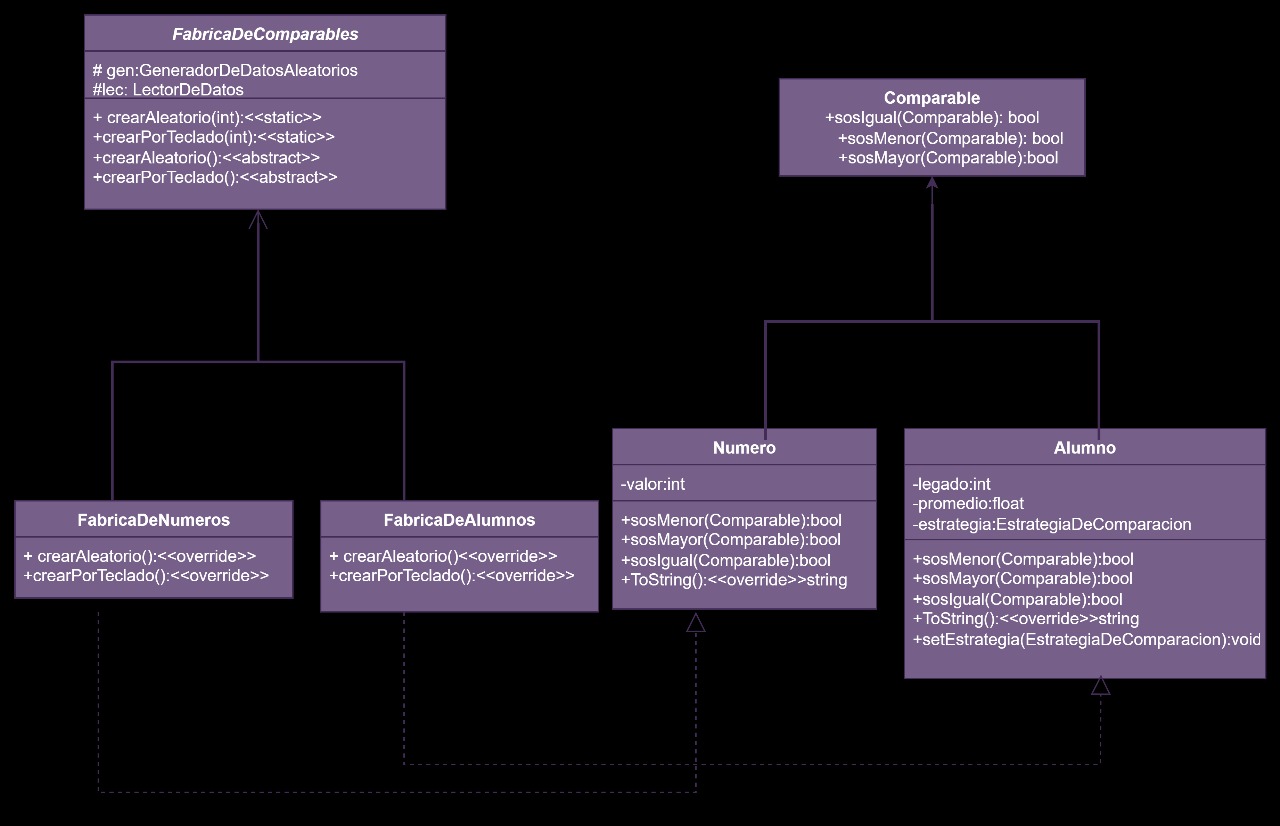 FabricaDeComparables
# gen:GeneradorDeDatosAleatorios
#lec: LectorDeDatos
+ crearAleatorio(int):<<static>>
+crearPorTeclado(int):<<static>>
+crearAleatorio():<<abstract>>
+crearPorTeclado():<<abstract>>
Comparable
+sosIgual(Comparable): bool
+sosMenor(Comparable): bool
+sosMayor(Comparable):bool
FabricaDeNumeros
+ crearAleatorio():<<override>>
+crearPorTeclado():<<override>>
FabricaDeAlumnos
+ crearAleatorio()<<override>>
+crearPorTeclado():<<override>>
Numero
-valor:int
+sosMenor(Comparable):bool
+sosMayor(Comparable):bool
+sosIgual(Comparable):bool
+ToString():<<override>>string
Alumno
-legado:int
-promedio:float
-estrategia:EstrategiaDeComparacion
+sosMenor(Comparable):bool
+sosMayor(Comparable):bool
+sosIgual(Comparable):bool
+ToString():<<override>>string
+setEstrategia(EstrategiaDeComparacion):void